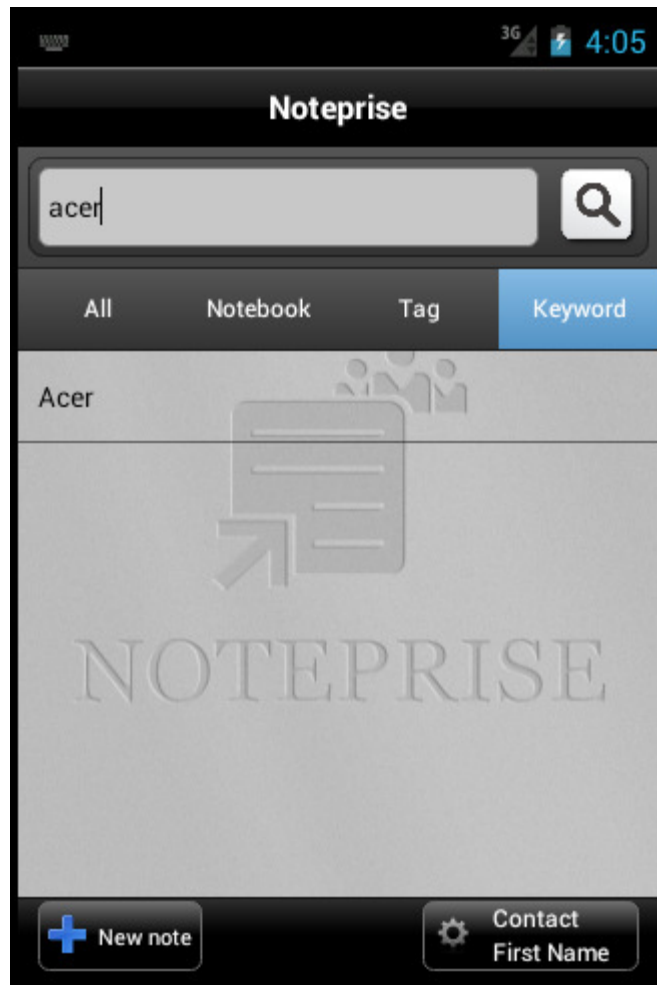 3G 4:05
Noteprise
acer
All Notebook Tag Keyword
Acer
NOTEPRISE
New note
Contact
First Name